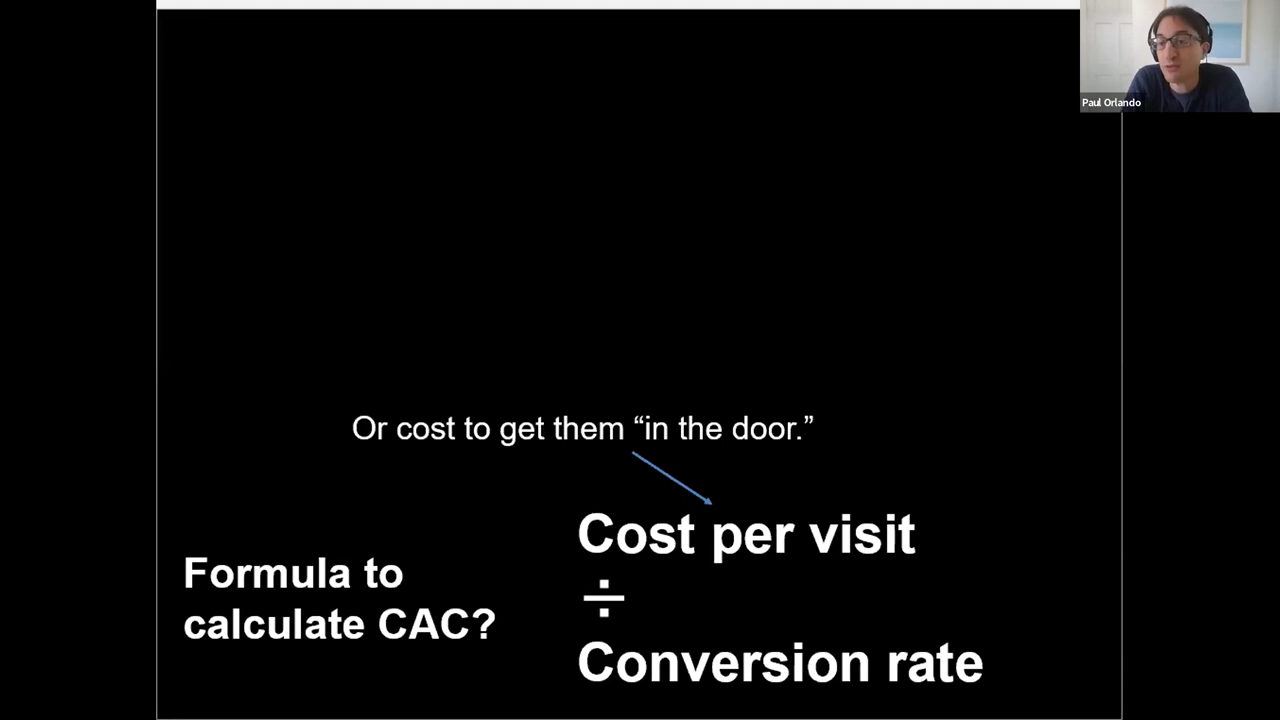 Paul Orlando
Or cost to get them “in the door.”
Formula to
calculate CAC?
Cost per visit
÷
Conversion rate